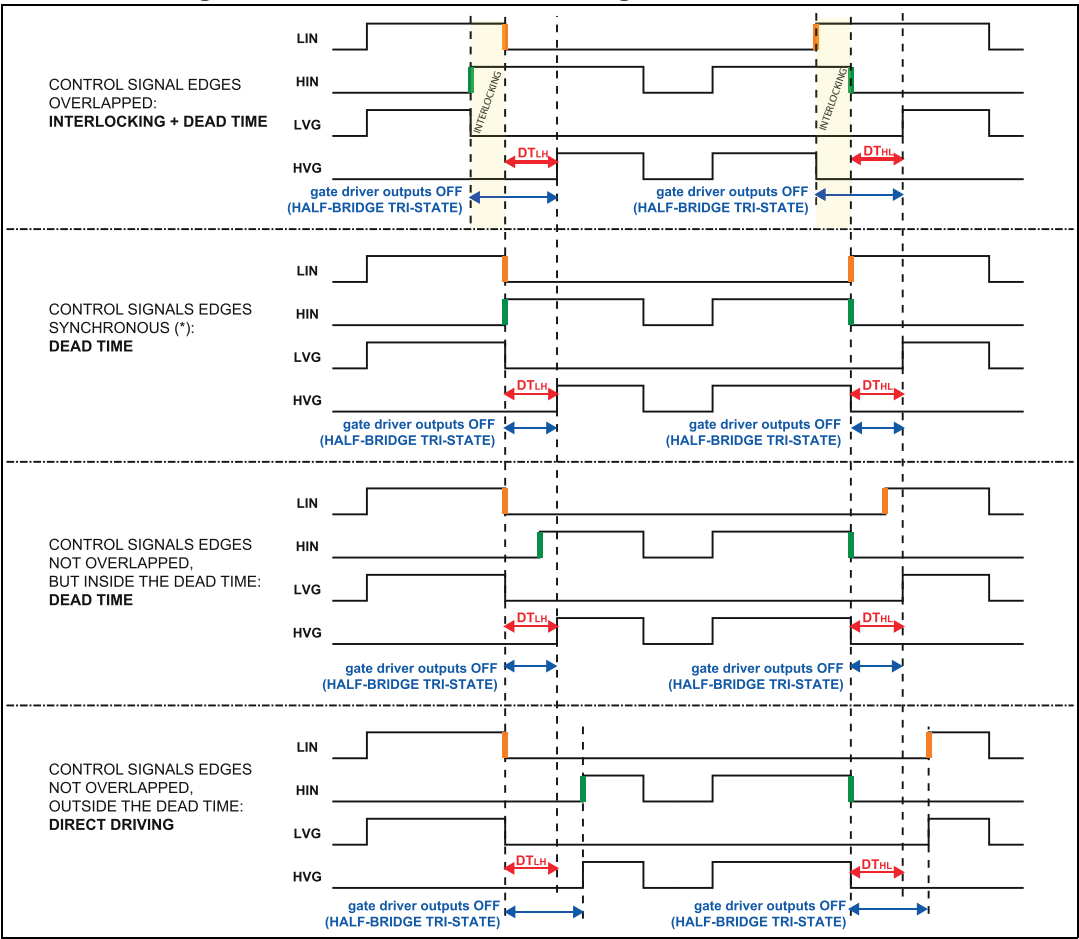 LIN
HIN
LVG
HVG
CONTROL SIGNAL EDGES
OVERLAPPED:
INTERLOCKING + DEAD TIME
INTERLOCKING
INTERLOCKING
DTLH
DTHL
gate driver outputs OFF
(HALF-BRIDGE TRI-STATE)
gate driver outputs OFF
(HALF-BRIDGE TRI-STATE)
LIN
HIN
LVG
HVG
CONTROL SIGNALS EDGES
SYNCHRONOUS (*):
DEAD TIME
DTLH
DTHL
gate driver outputs OFF
(HALF-BRIDGE TRI-STATE)
gate driver outputs OFF
(HALF-BRIDGE TRI-STATE)
LIN
HIN
LVG
HVG
CONTROL SIGNALS EDGES
NOT OVERLAPPED,
BUT INSIDE THE DEAD TIME:
DEAD TIME
DTLH
DTHL
gate driver outputs OFF
(HALF-BRIDGE TRI-STATE)
gate driver outputs OFF
(HALF-BRIDGE TRI-STATE)
LIN
HIN
LVG
HVG
CONTROL SIGNALS EDGES
NOT OVERLAPPED,
OUTSIDE THE DEAD TIME:
DIRECT DRIVING
DTLH
DTHL
gate driver outputs OFF
(HALF-BRIDGE TRI-STATE)
gate driver outputs OFF
(HALF-BRIDGE TRI-STATE)